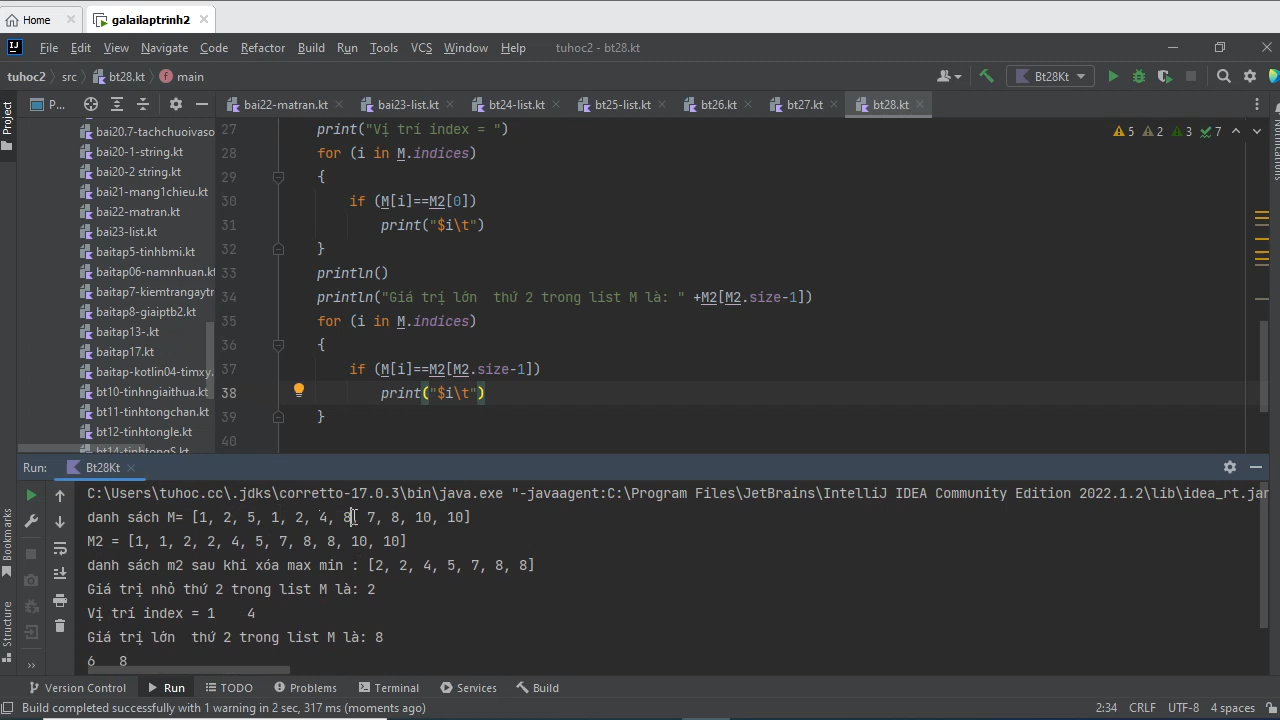 Home
galailaptrinh2
File Edit View Navigate Code Refactor Build Run Tools VCS Window Help tuhoc2 - bt28.kt
tuhoc2 src bt28.kt main
Bt28Kt
Project
P...
bai22-matran.kt bai23-list.kt bt24-list.kt bt25-list.kt bt26.kt bt27.kt bt28.kt
5 2 3 7
Notifications
bai20.7-tachchuoivaso
bai20-1-string.kt
bai20-2 string.kt
bai21-mang1chieu.kt
bai22-matran.kt
bai23-list.kt
baitap5-tinhbmi.kt
baitap06-namnhuan.kt
baitap7-kiemtrangaytr
baitap8-giaiptb2.kt
baitap13-.kt
baitap17.kt
baitap-kotlin04-timxy.
bt10-tinhngiaithua.kt
bt11-tinhtongchan.kt
bt12-tinhtongle.kt
bt14-tinhtongS.kt
27 print("Vị trí index = ")
28 for (i in M.indices)
29 {
30 if (M[i]==M2[0])
31 print("$i\t")
32 }
33 println()
34 println("Giá trị lớn  thứ 2 trong list M là: " +M2[M2.size-1])
35 for (i in M.indices)
36 {
37 if (M[i]==M2[M2.size-1])
38 print("$i\t")
39 }
40
Run: Bt28Kt
C:\Users\tuhoc.cc\.jdks\corretto-17.0.3\bin\java.exe "-javaagent:C:\Program Files\JetBrains\IntelliJ IDEA Community Edition 2022.1.2\lib\idea_rt.jar
danh sách M= [1, 2, 5, 1, 2, 4, 8, 7, 8, 10, 10]
M2 = [1, 1, 2, 2, 4, 5, 7, 8, 8, 10, 10]
danh sách m2 sau khi xóa max min : [2, 2, 4, 5, 7, 8, 8]
Giá trị nhỏ thứ 2 trong list M là: 2
Vị trí index = 1 4
Giá trị lớn  thứ 2 trong list M là: 8
6 8
Bookmarks
Structure
Version Control Run TODO Problems Terminal Services Build
Build completed successfully with 1 warning in 2 sec, 317 ms (moments ago)
2:34 CRLF UTF-8 4 spaces